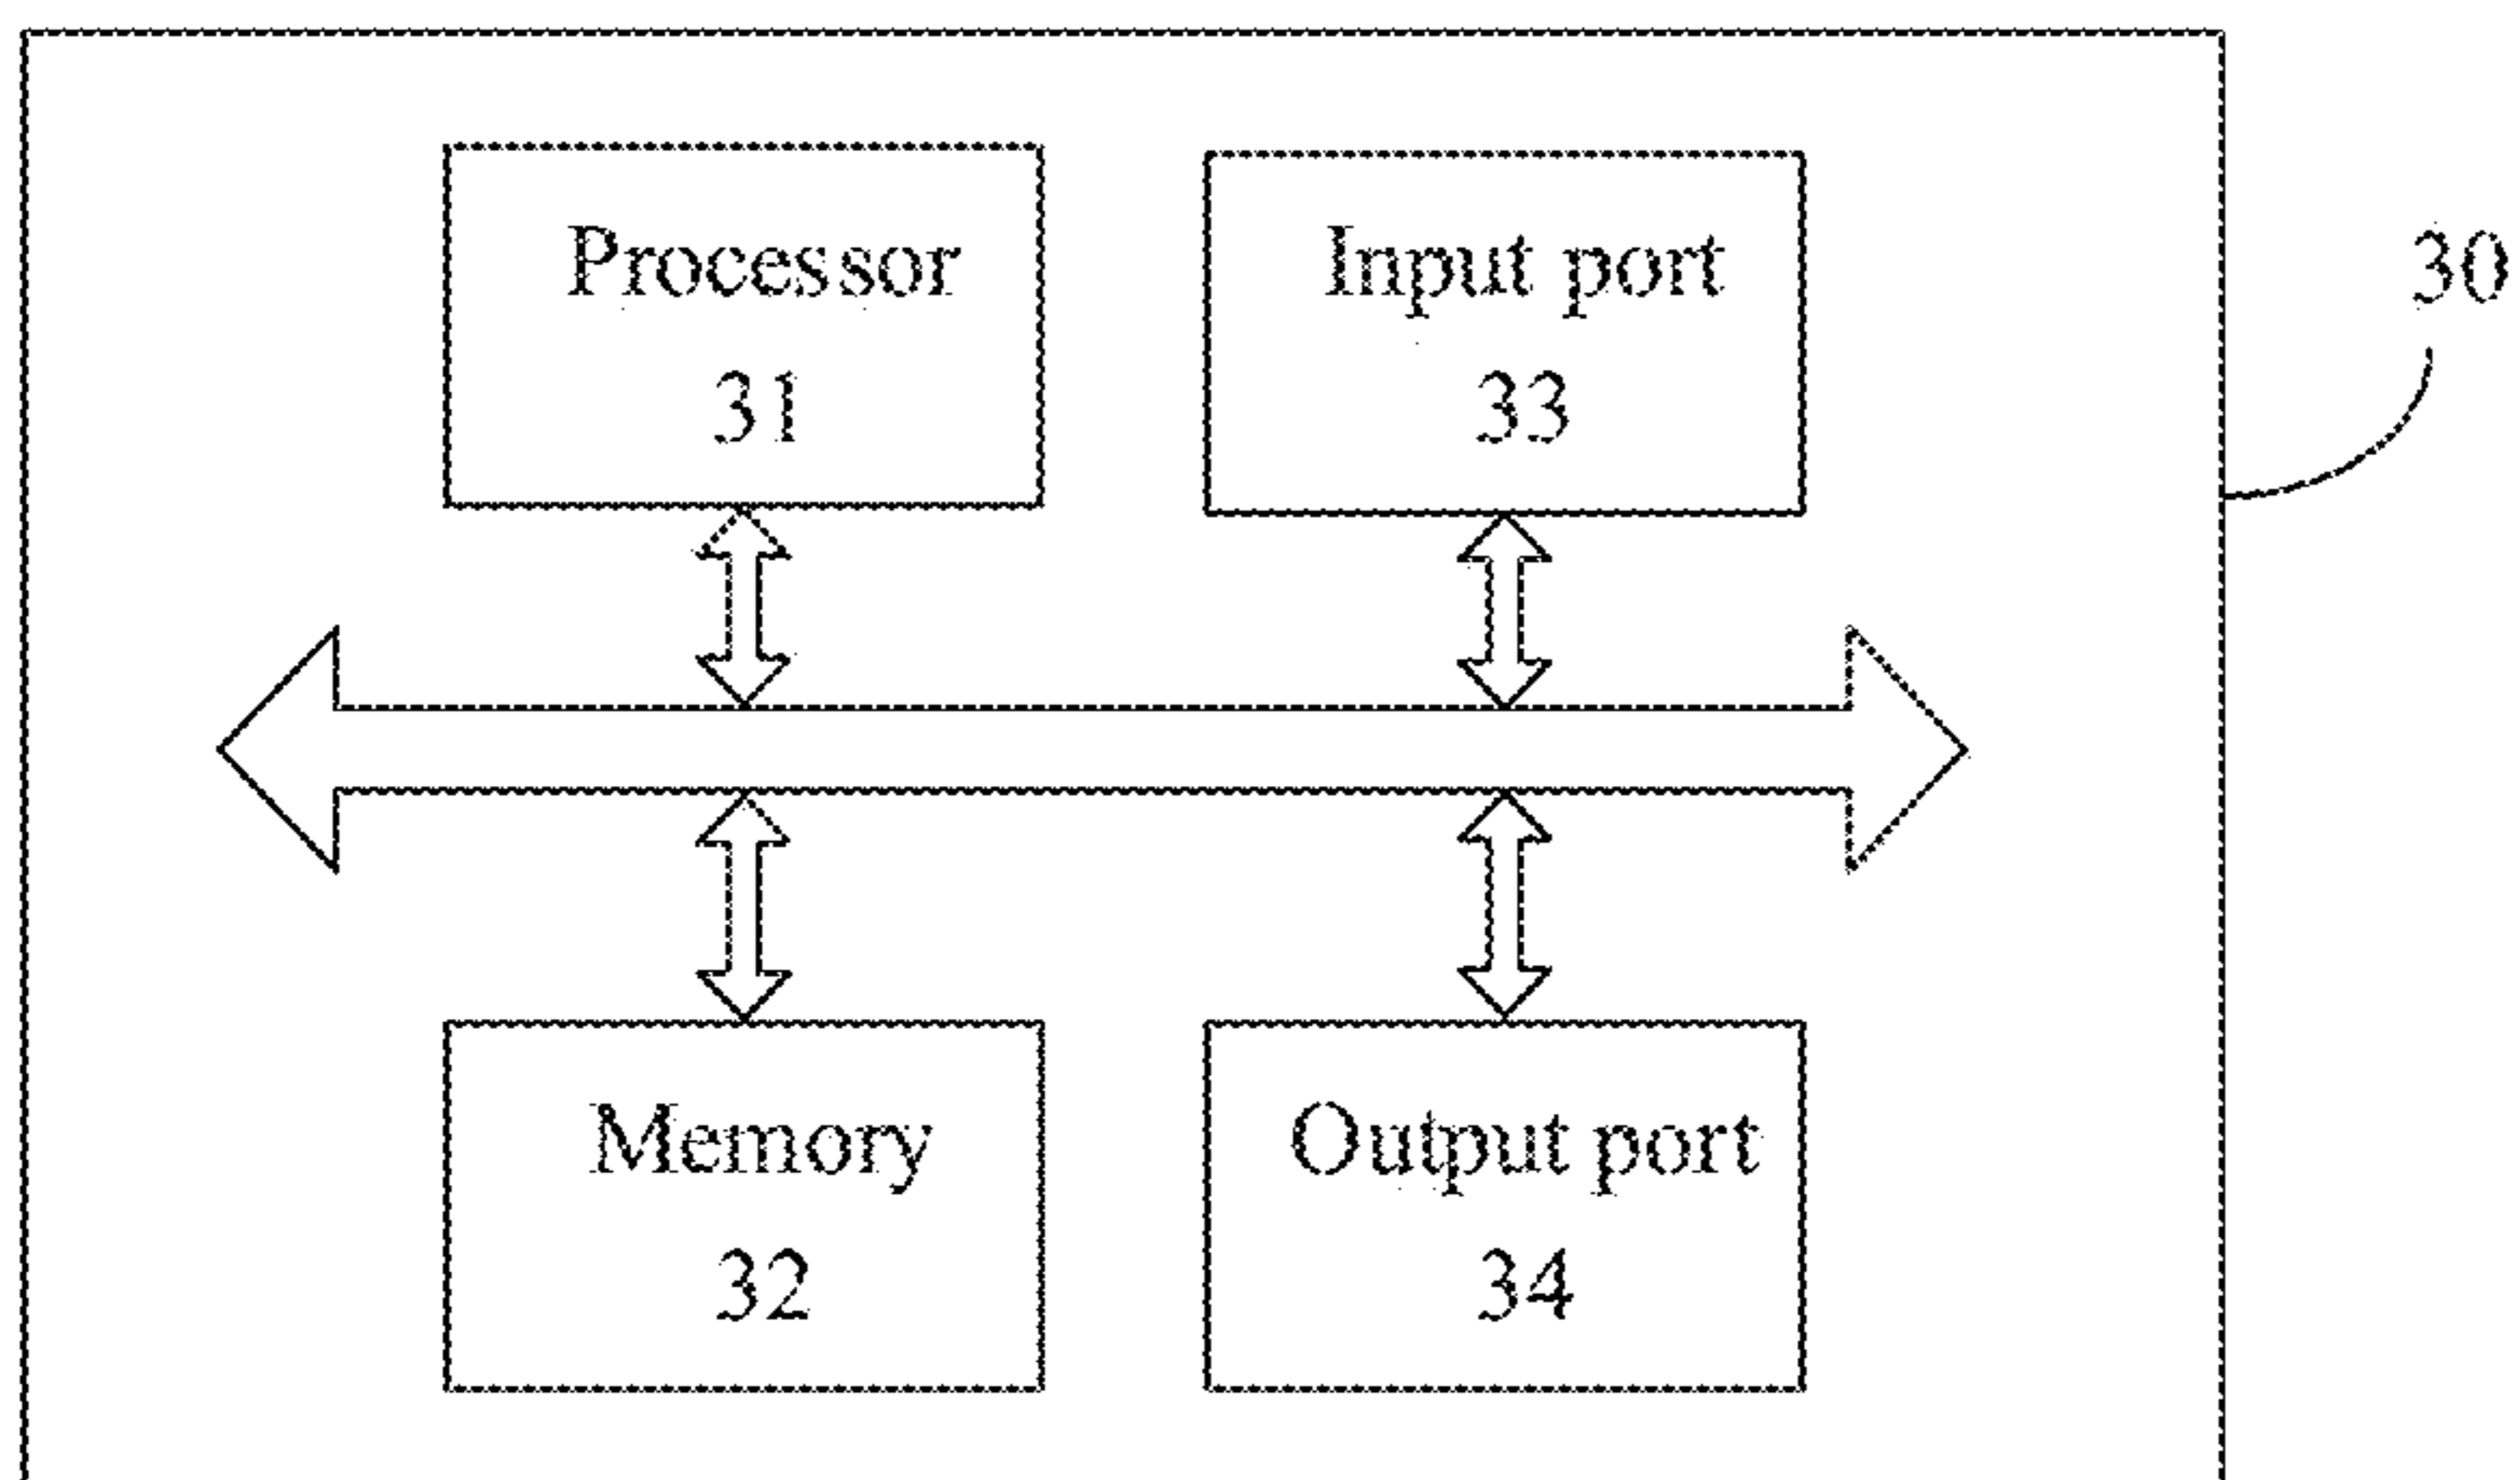 Processor
31
Input port
33
30
Memory
32
Output port
34